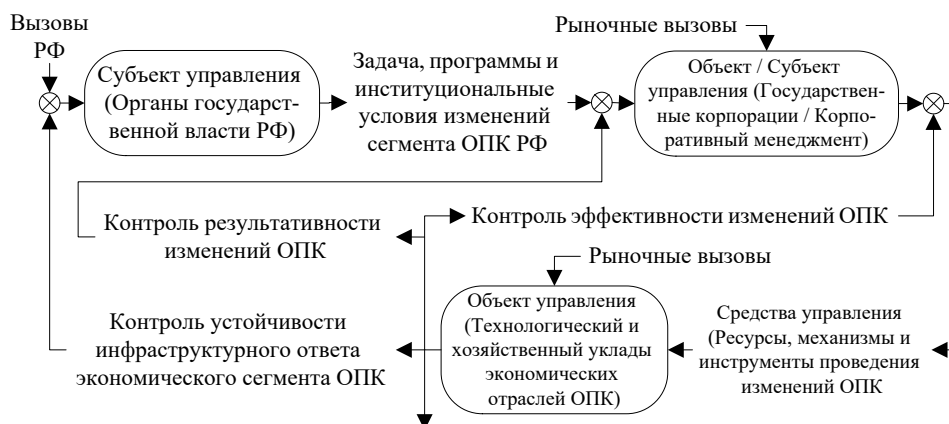 Вызовы
РФ
Субъект управления
(Органы государст-
венной власти РФ)
Задача, программы и
институциональные
условия изменений
сегмента ОПК РФ
Рыночные вызовы
Объект / Субъект
управления (Государствен-
ные корпорации / Корпо-
ративный менеджмент)
Контроль результативности
изменений ОПК
Контроль эффективности изменений ОПК
Рыночные вызовы
Контроль устойчивости
инфраструктурного ответа
экономического сегмента ОПК
Объект управления
(Технологический и
хозяйственный уклады
экономических
отраслей ОПК)
Средства управления
(Ресурсы, механизмы и
инструменты проведения
изменений ОПК